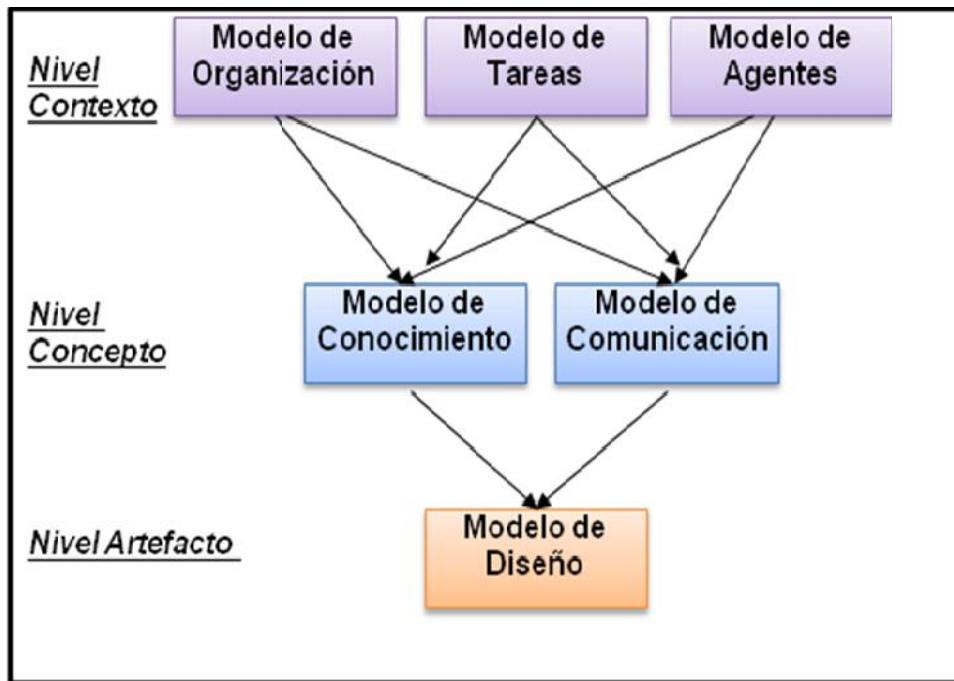 Nivel
Contexto
Modelo de
Organización
Modelo de
Tareas
Modelo de
Agentes
Nivel
Concepto
Modelo de
Conocimiento
Modelo de
Comunicación
Nivel Artefacto
Modelo de
Diseño